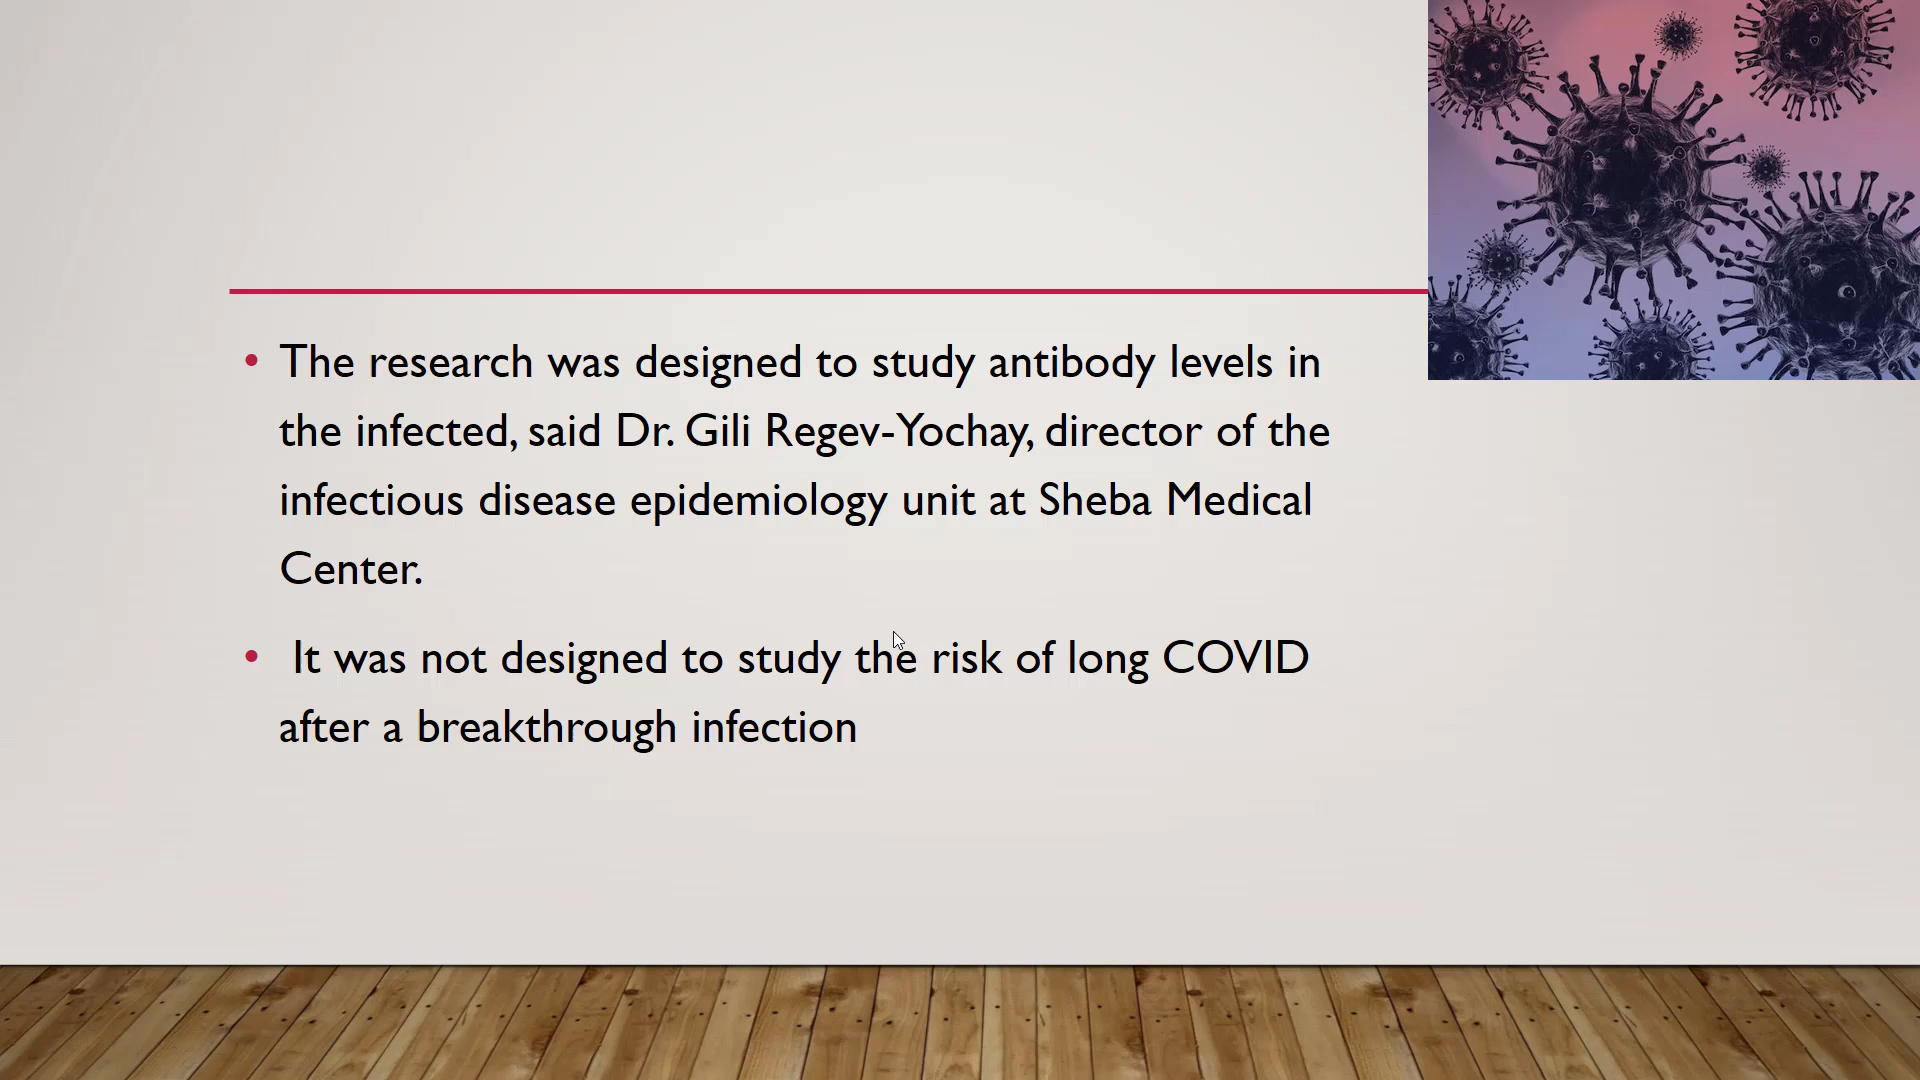 • The research was designed to study antibody levels in
the infected, said Dr. Gili Regev-Yochay, director of the
infectious disease epidemiology unit at Sheba Medical
Center.
• It was not designed to study the risk of long COVID
after a breakthrough infection